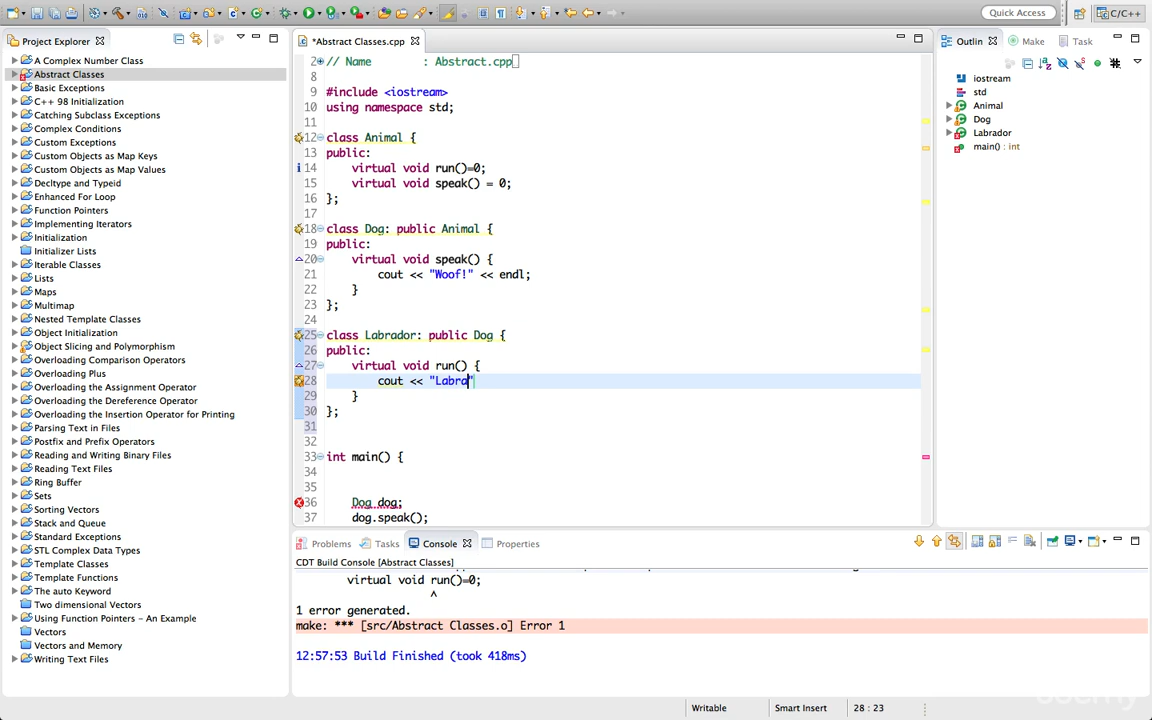 Quick Access
C/C++
Project Explorer
A Complex Number Class
Abstract Classes
Basic Exceptions
C++ 98 Initialization
Catching Subclass Exceptions
Complex Conditions
Custom Exceptions
Custom Objects as Map Keys
Custom Objects as Map Values
Decltype and Typeid
Enhanced For Loop
Function Pointers
Implementing Iterators
Initialization
Initializer Lists
Iterable Classes
Lists
Maps
Multimap
Nested Template Classes
Object Initialization
Object Slicing and Polymorphism
Overloading Comparison Operators
Overloading Plus
Overloading the Assignment Operator
Overloading the Dereference Operator
Overloading the Insertion Operator for Printing
Parsing Text in Files
Postfix and Prefix Operators
Reading and Writing Binary Files
Reading Text Files
Ring Buffer
Sets
Sorting Vectors
Stack and Queue
Standard Exceptions
STL Complex Data Types
Template Classes
Template Functions
The auto Keyword
Two dimensional Vectors
Using Function Pointers - An Example
Vectors
Vectors and Memory
Writing Text Files
*Abstract Classes.cpp
2 // Name : Abstract.cpp
8
9 #include <iostream>
10 using namespace std;
11
12 class Animal {
13 public:
14 virtual void run()=0;
15 virtual void speak() = 0;
16 };
17
18 class Dog: public Animal {
19 public:
20 virtual void speak() {
21 cout << "Woof!" << endl;
22 }
23 };
24
25 class Labrador: public Dog {
26 public:
27 virtual void run() {
28 cout << "Labra"
29 }
30 };
31
32
33 int main() {
34
35
36 Dog dog;
37 dog.speak();
Outlin
Make
Task
iostream
std
Animal
Dog
Labrador
main() : int
Problems
Tasks
Console
Properties
CDT Build Console [Abstract Classes]
virtual void run()=0;
^
1 error generated.
make: *** [src/Abstract Classes.o] Error 1
12:57:53 Build Finished (took 418ms)
Writable
Smart Insert
28 : 23